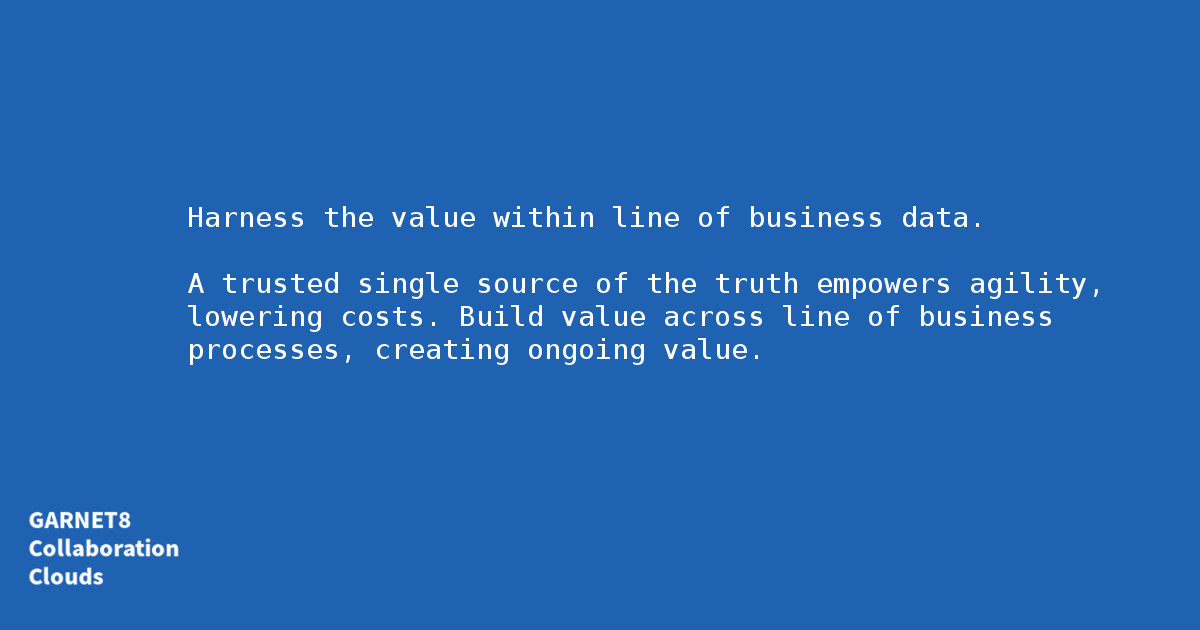 Harness the value within line of business data.
A trusted single source of the truth empowers agility,
lowering costs. Build value across line of business
processes, creating ongoing value.
GARNET8
Collaboration
Clouds